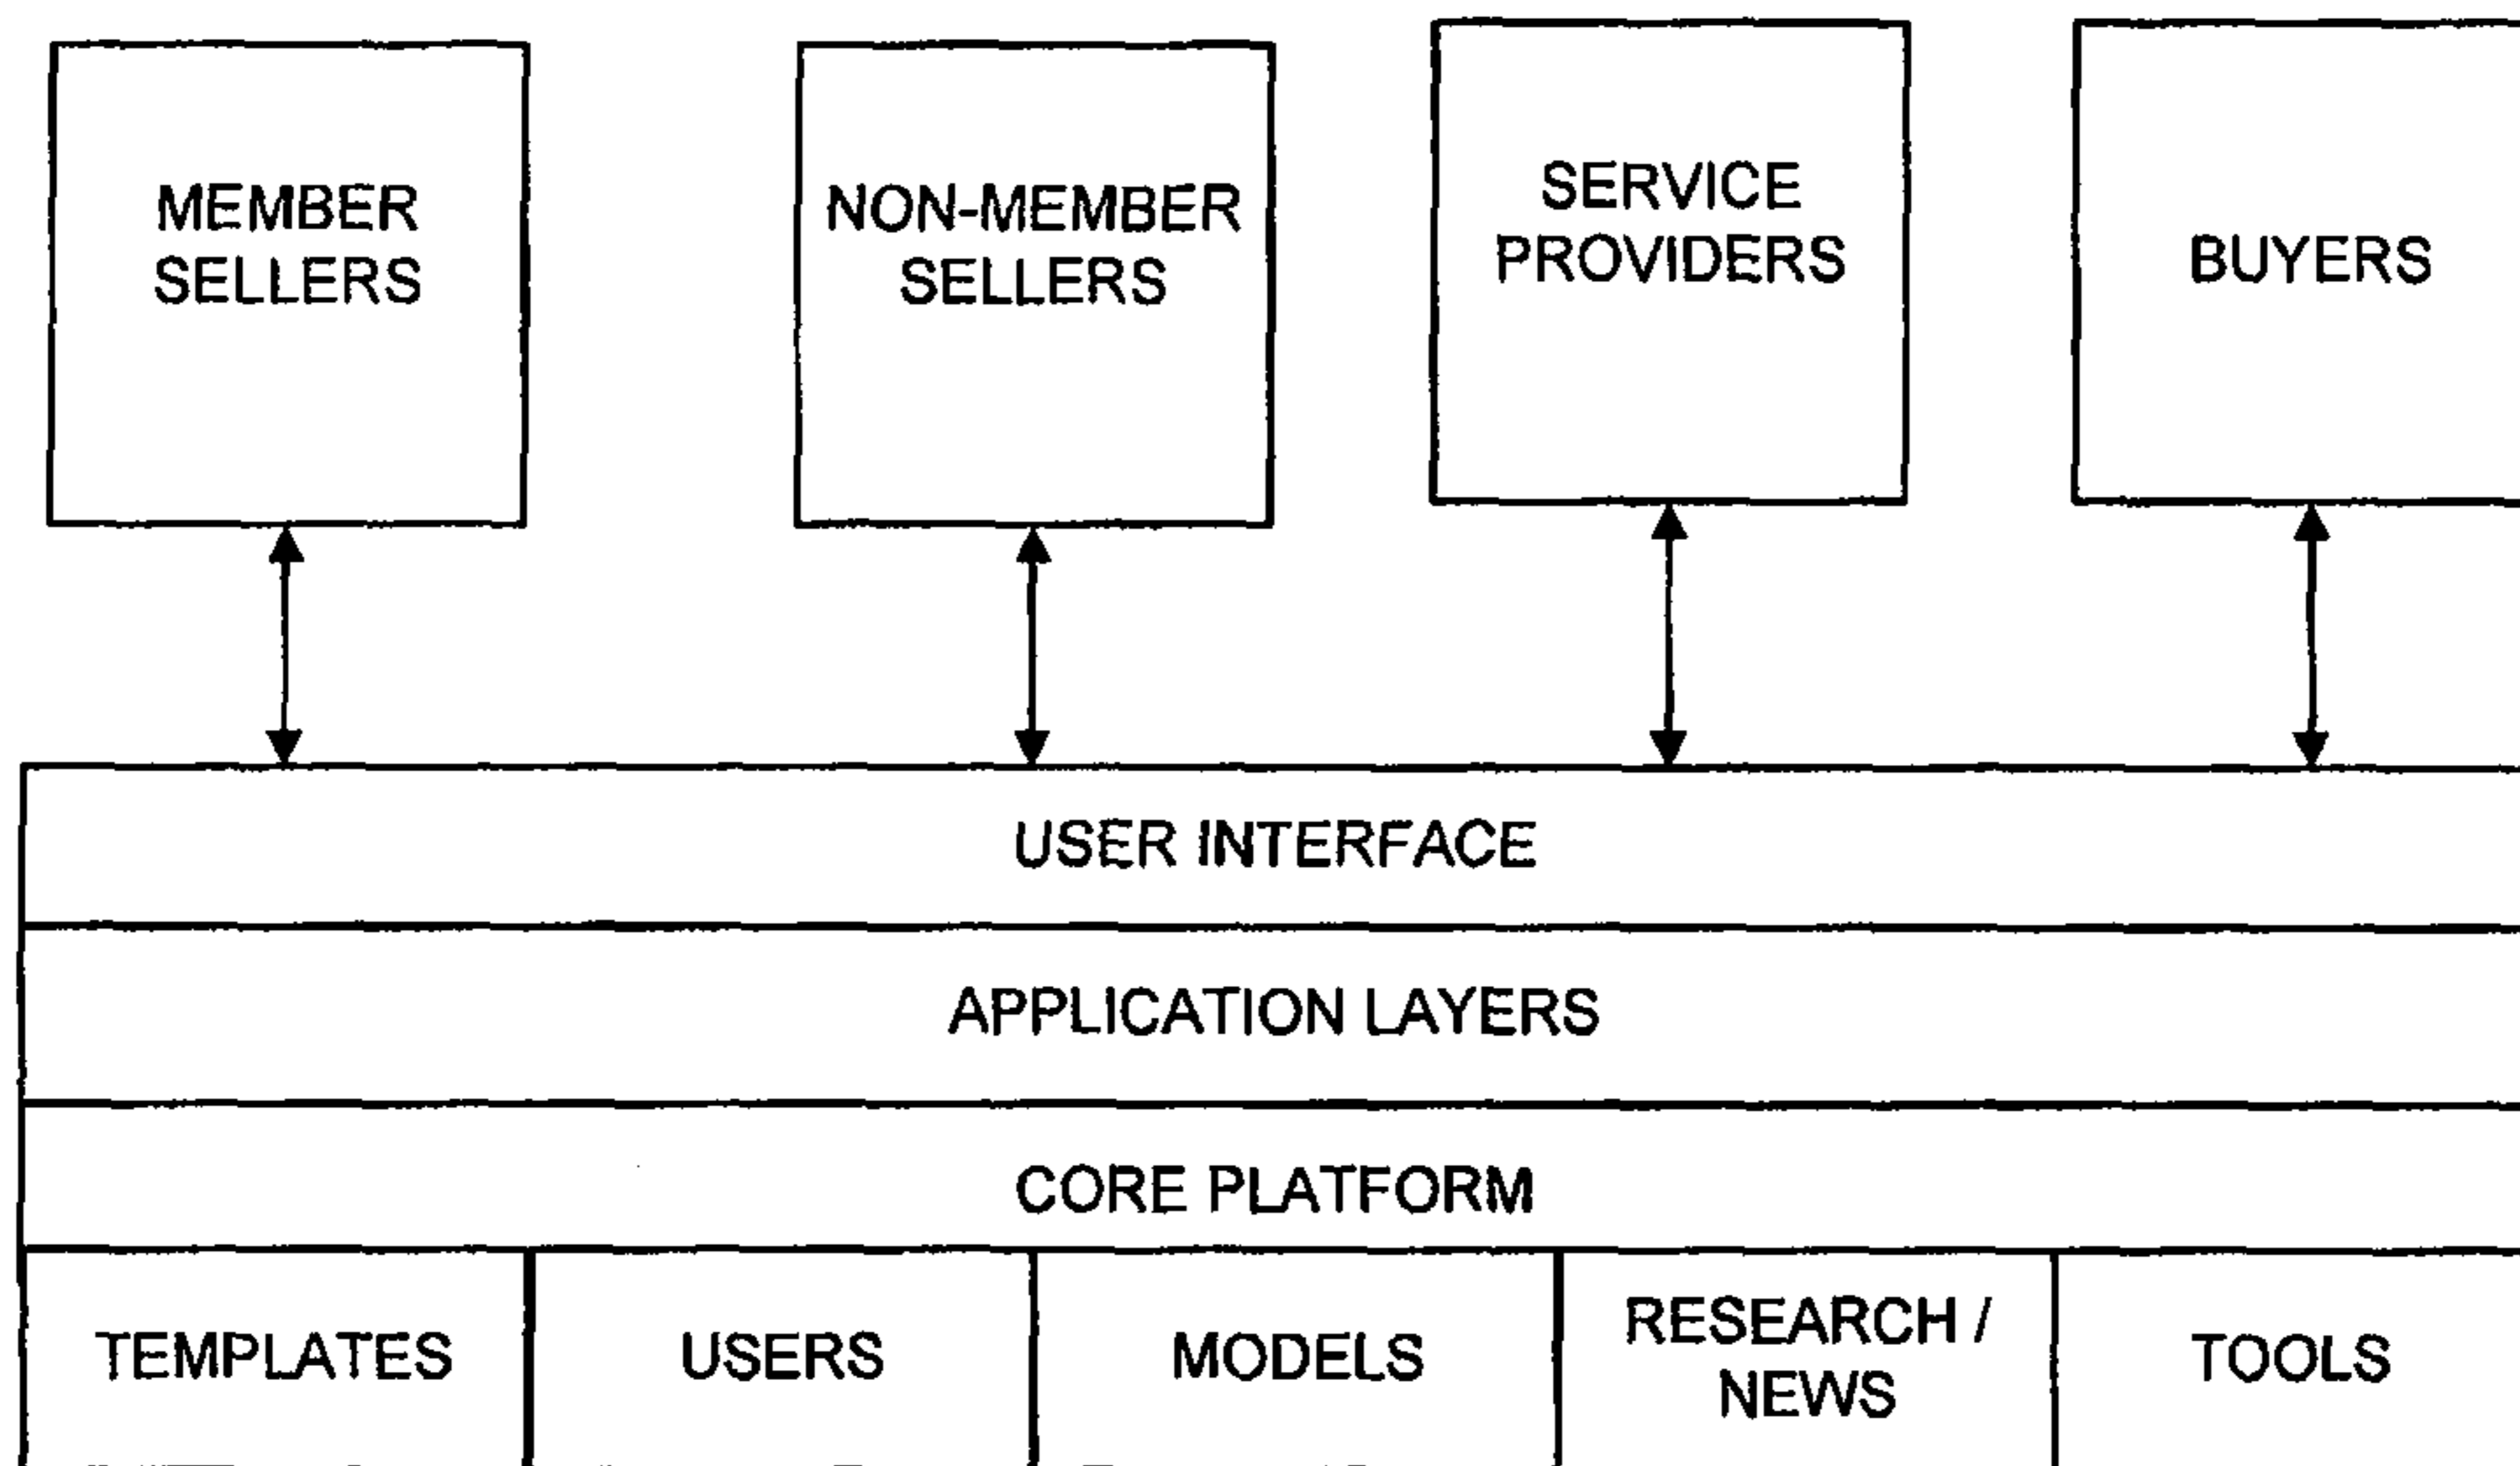 MEMBER
SELLERS
NON-MEMBER
SELLERS
SERVICE
PROVIDERS
BUYERS
USER INTERFACE
APPLICATION LAYERS
CORE PLATFORM
TEMPLATES
USERS
MODELS
RESEARCH /
NEWS
TOOLS